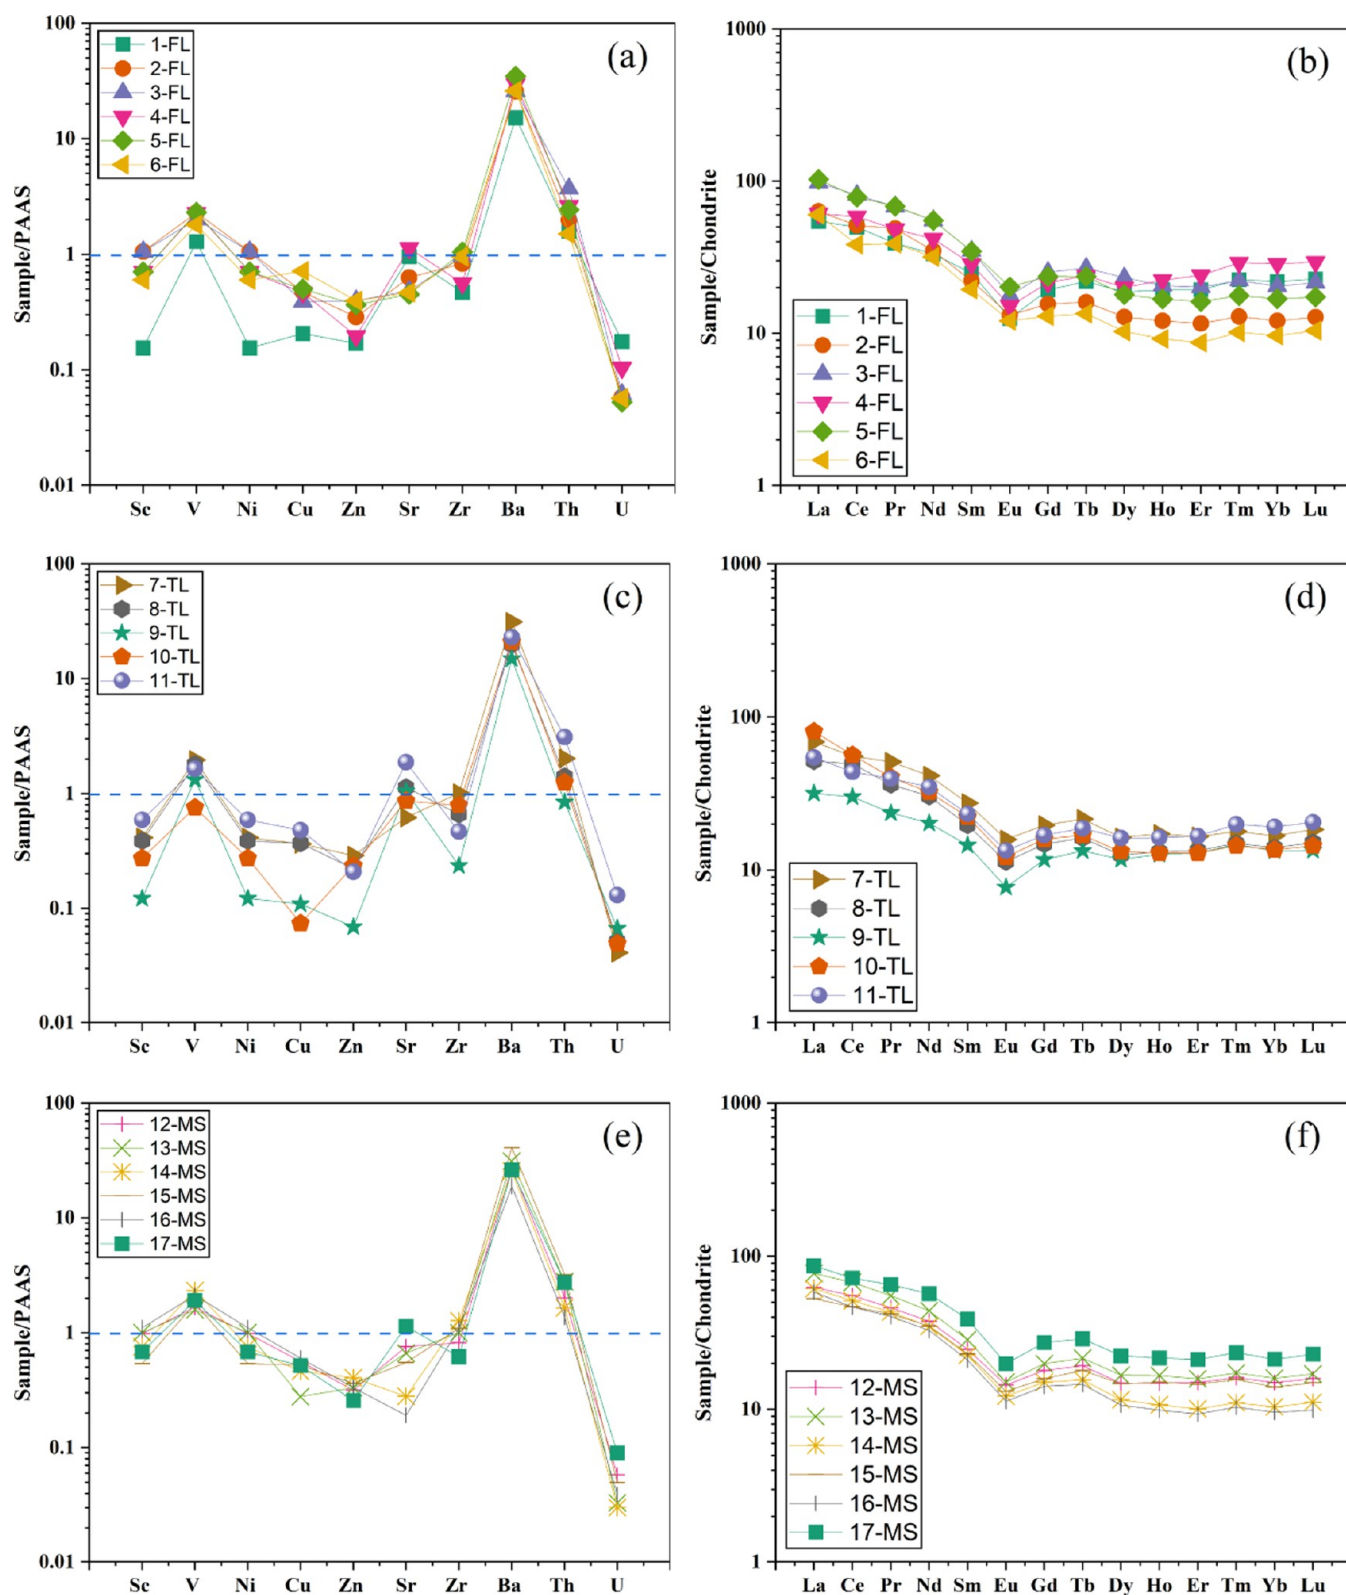 (a)
1-FL
2-FL
3-FL
4-FL
5-FL
6-FL
Sample/PAAS
100
10
1
0.1
0.01
Sc V Ni Cu Zn Sr Zr Ba Th U
(b)
Sample/Chondrite
1000
100
10
1
1-FL
2-FL
3-FL
4-FL
5-FL
6-FL
La Ce Pr Nd Sm Eu Gd Tb Dy Ho Er Tm Yb Lu
(c)
7-TL
8-TL
9-TL
10-TL
11-TL
Sample/PAAS
100
10
1
0.1
0.01
Sc V Ni Cu Zn Sr Zr Ba Th U
(d)
Sample/Chondrite
1000
100
10
1
7-TL
8-TL
9-TL
10-TL
11-TL
La Ce Pr Nd Sm Eu Gd Tb Dy Ho Er Tm Yb Lu
(e)
12-MS
13-MS
14-MS
15-MS
16-MS
17-MS
Sample/PAAS
100
10
1
0.1
0.01
Sc V Ni Cu Zn Sr Zr Ba Th U
(f)
Sample/Chondrite
1000
100
10
1
12-MS
13-MS
14-MS
15-MS
16-MS
17-MS
La Ce Pr Nd Sm Eu Gd Tb Dy Ho Er Tm Yb Lu